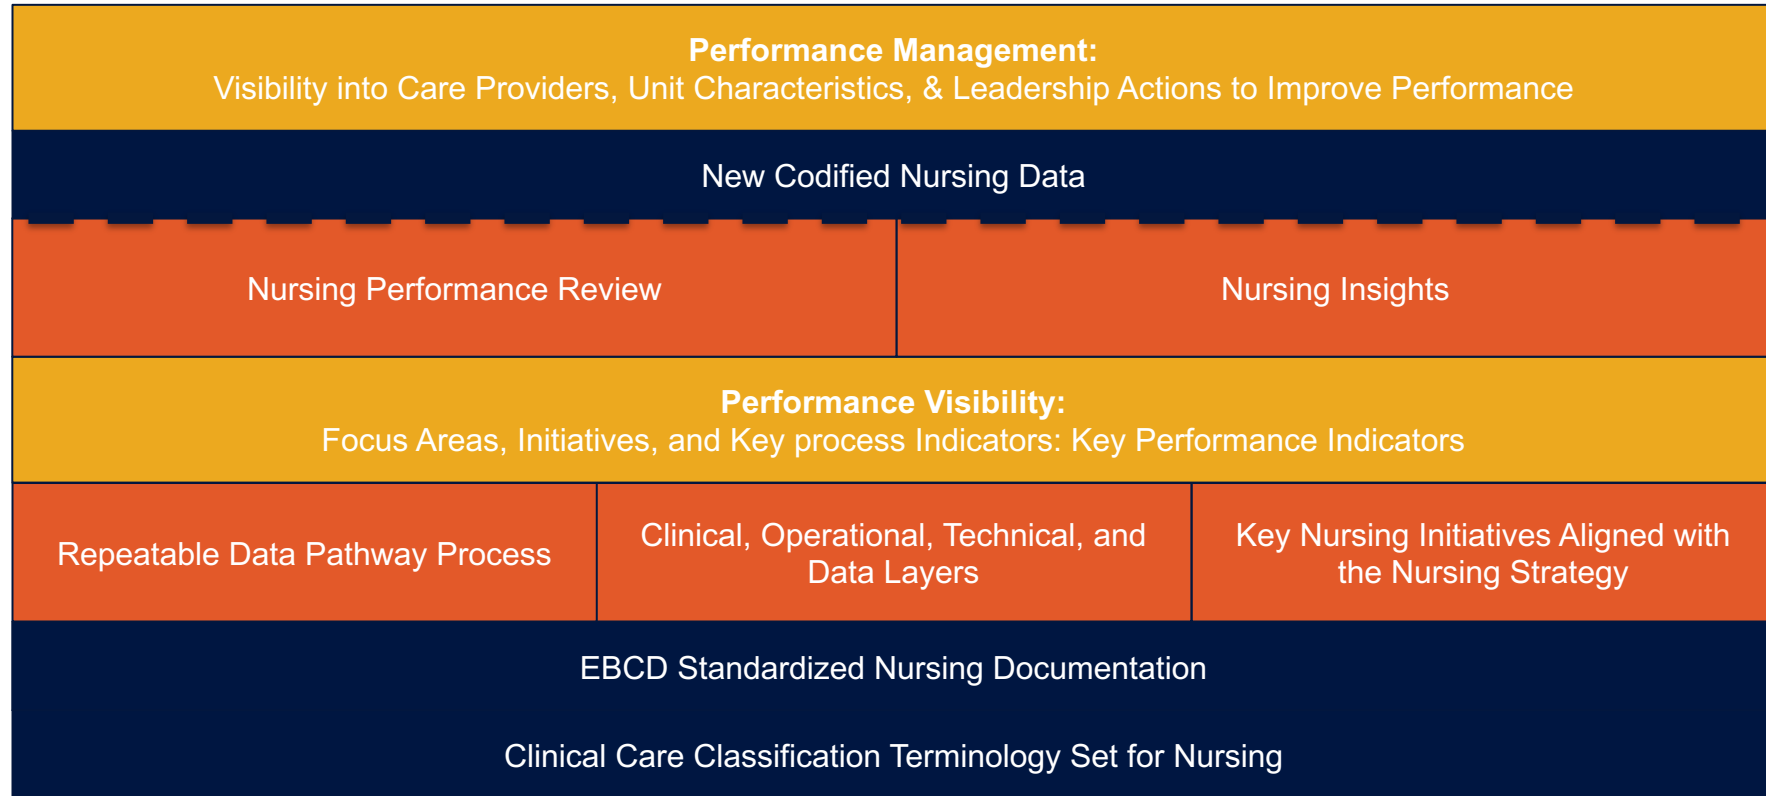 Performance Management:
Visibility into Care Providers, Unit Characteristics, & Leadership Actions to Improve Performance
New Codified Nursing Data
Nursing Performance Review
Nursing Insights
Performance Visibility:
Focus Areas, Initiatives, and Key process Indicators: Key Performance Indicators
Repeatable Data Pathway Process
Clinical, Operational, Technical, and
Data Layers
Key Nursing Initiatives Aligned with
the Nursing Strategy
EBCD Standardized Nursing Documentation
Clinical Care Classification Terminology Set for Nursing